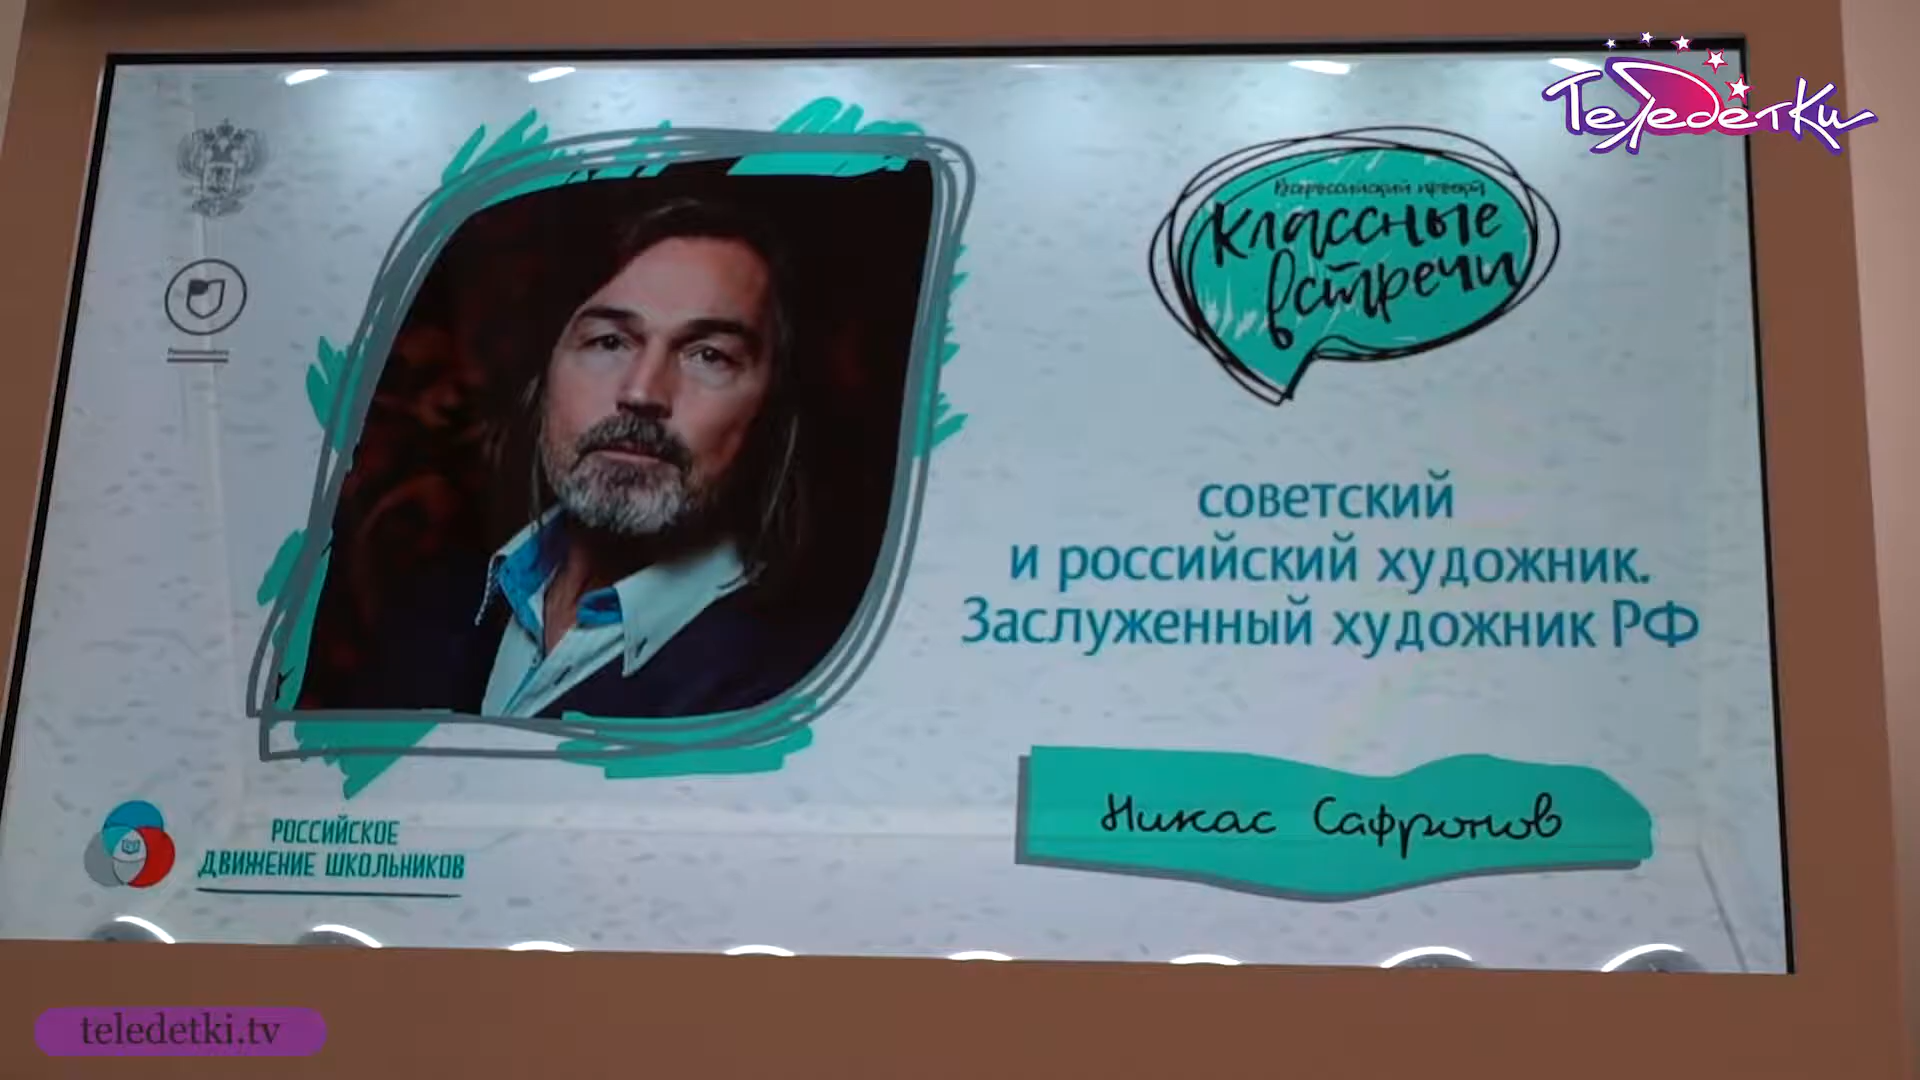 ТелеДетки
Всероссийский проект
Классные
встречи
советский
и российский художник.
Заслуженный художник РФ
Никас Сафронов
РОССИЙСКОЕ
ДВИЖЕНИЕ ШКОЛЬНИКОВ
teledetki.tv